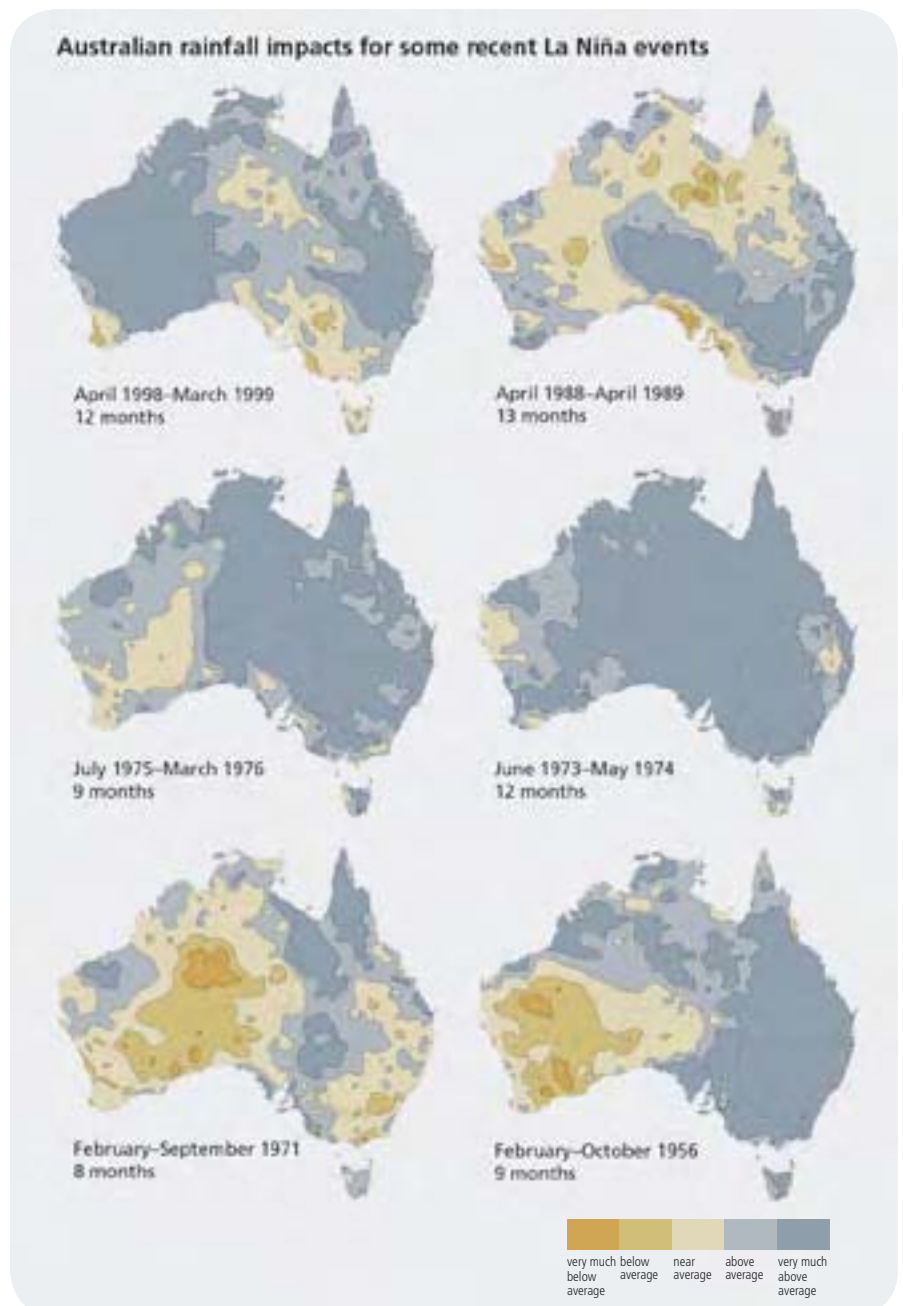 Australian rainfall impacts for some recent La Niña events
April 1998–March 1999
12 months
April 1988–April 1989
13 months
July 1975–March 1976
9 months
June 1973–May 1974
12 months
February–September 1971
8 months
February–October 1956
9 months
very much
below
average
below
average
near
average
above
average
very much
above
average